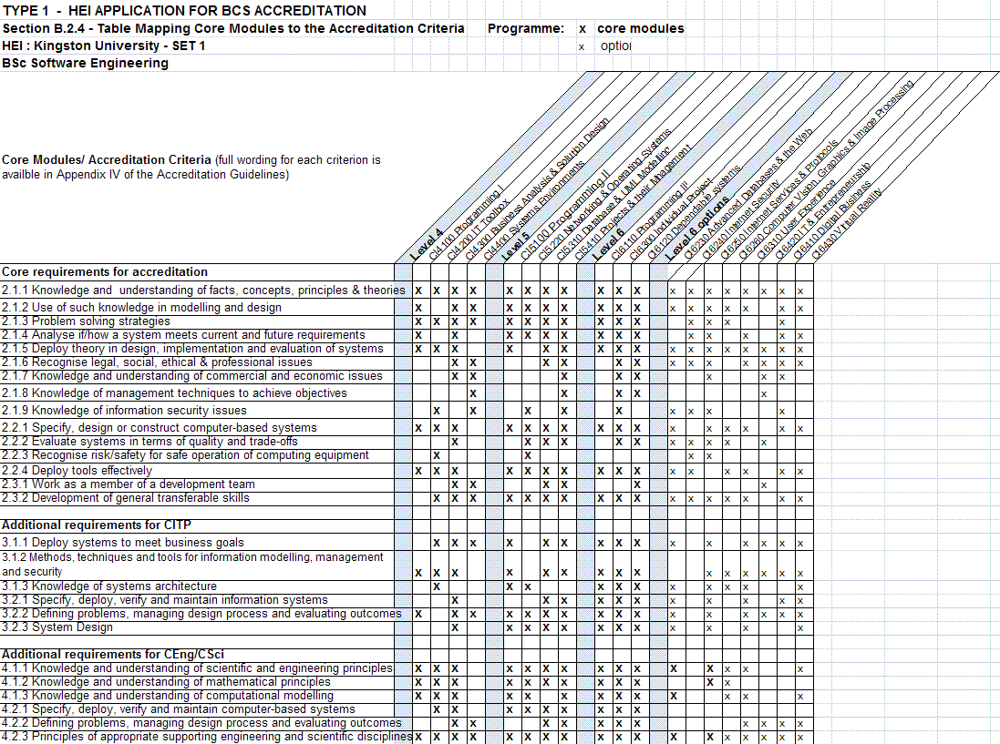 TYPE 1 - HEI APPLICATION FOR BCS ACCREDITATION
Section B.2.4 - Table Mapping Core Modules to the Accreditation Criteria Programme: x core modules
HEI : Kingston University - SET 1 x option
BSc Software Engineering
Core Modules/ Accreditation Criteria (full wording for each criterion is
availble in Appendix IV of the Accreditation Guidelines)
Level 4
CI4100 Programming I
CI4200 IT Toolbox
CI4300 Business Analysis & Solution Design
CI4400 Systems Environments
Level 5
CI5100 Programming II
CI5220 Networking & Operating Systems
CI5310 Database & UML Modelling
CI5410 Projects & their Mnagement
Level 6
CI6110 Programming III
CI6300 Individual Project
CI6120 Dependable systems
Level 6 options
CI6230 Advanced Databases & the Web
CI6240 Internet Security
CI6250 Internet Services & Protocols
CI6260 Computer Vision, Graphics & Image Processing
CI6310 User Experience
CI6420 IT & Entrepreneurship
CI6410 Digital Business
CI6430 Virtual Reality
Core requirements for accreditation
2.1.1 Knowledge and understanding of facts, concepts, principles & theories x x x x x x x x x x x x x x x x x x x
2.1.2 Use of such knowledge in modelling and design x x x x x x x x x x x x x x x x x
2.1.3 Problem solving strategies x x x x x x x x x x x x x x x
2.1.4 Analyse if/how a system meets current and future requirements x x x x x x x x x x x x x x
2.1.5 Deploy theory in design, implementation and evaluation of systems x x x x x x x x x x x x x x x x
2.1.6 Recognise legal, social, ethical & professional issues x x x x x x x x x x x x x
2.1.7 Knowledge and understanding of commercial and economic issues x x x x x x x x
2.1.8 Knowledge of management techniques to achieve objectives x x x x x
2.1.9 Knowledge of information security issues x x x x x x x x x
2.2.1 Specify, design or construct computer-based systems x x x x x x x x x x x x x x x x
2.2.2 Evaluate systems in terms of quality and trade-offs x x x x x x x x x x x
2.2.3 Recognise risk/safety for safe operation of computing equipment x x x x
2.2.4 Deploy tools effectively x x x x x x x x x x x x x x x x
2.3.1 Work as a member of a development team x x x x x x
2.3.2 Development of general transferable skills x x x x x x x x x x x x x x x x x
Additional requirements for CITP
3.1.1 Deploy systems to meet business goals x x x x x x x x x x x x x x x
3.1.2 Methods, techniques and tools for information modelling, management
and security x x x x x x x x x x x x x x x
3.1.3 Knowledge of systems architecture x x x x x x x x x x x
3.2.1 Specify, deploy, verify and maintain information systems x x x x x x x x x x x
3.2.2 Defining problems, managing design process and evaluating outcomes x x x x x x x x x x x x x x x x
3.2.3 System Design x x x x x x x x x x x x
Additional requirements for CEng/CSci
4.1.1 Knowledge and understanding of scientific and engineering principles x x x x x x x x x x x x x x x
4.1.2 Knowledge and understanding of mathematical principles x x x x x x x x x x x x
4.1.3 Knowledge and understanding of computational modelling x x x x x x x x x x x x x x
4.2.1 Specify, deploy, verify and maintain computer-based systems x x x x x x x x x
4.2.2 Defining problems, managing design process and evaluating outcomes x x x x x x x x x x x
4.2.3 Principles of appropriate supporting engineering and scientific disciplines x x x x x x x x x x x x x x x x x x